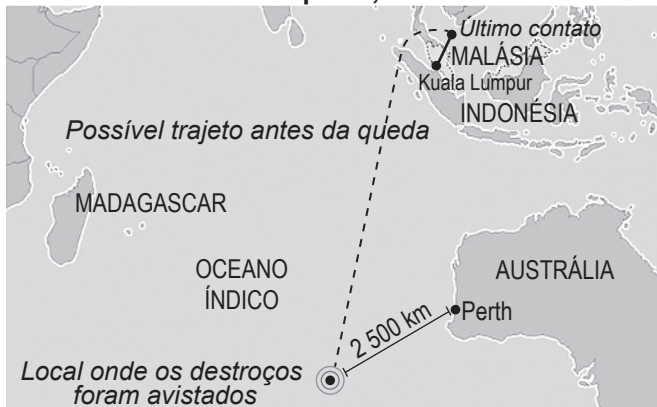 Último contato
MALÁSIA
Kuala Lumpur
INDONÉSIA
Possível trajeto antes da queda
MADAGASCAR
OCEANO
ÍNDICO
AUSTRÁLIA
Perth
2 500 km
Local onde os destroços
foram avistados